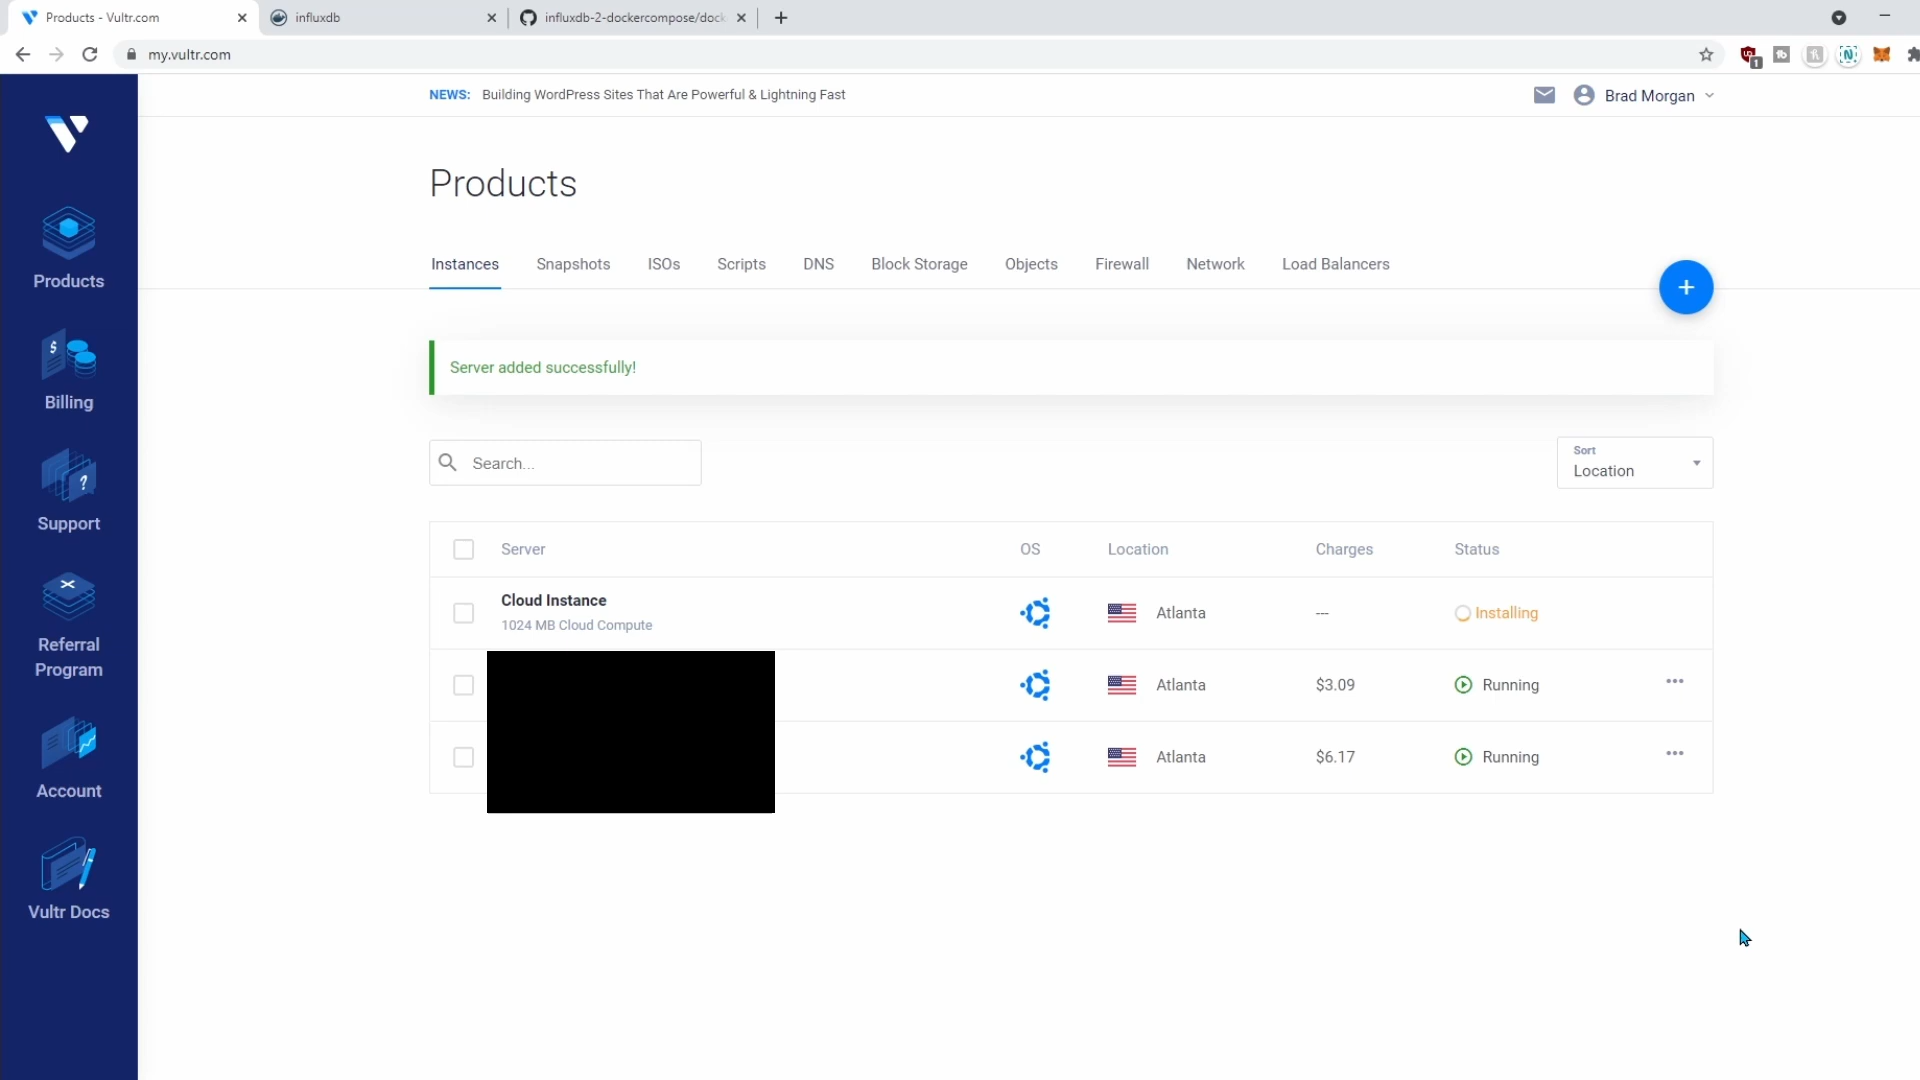 Products - Vultr.com
influxdb
influxdb-2-dockercompose/dock
my.vultr.com
1
NEWS: Building WordPress Sites That Are Powerful & Lightning Fast
Brad Morgan
Products
Billing
Support
Referral
Program
Account
Vultr Docs
Products
Instances Snapshots ISOs Scripts DNS Block Storage Objects Firewall Network Load Balancers
+
Server added successfully!
Search...
Sort
Location
Server OS Location Charges Status
Cloud Instance
1024 MB Cloud Compute
Atlanta --- Installing
Atlanta $3.09 Running
Atlanta $6.17 Running